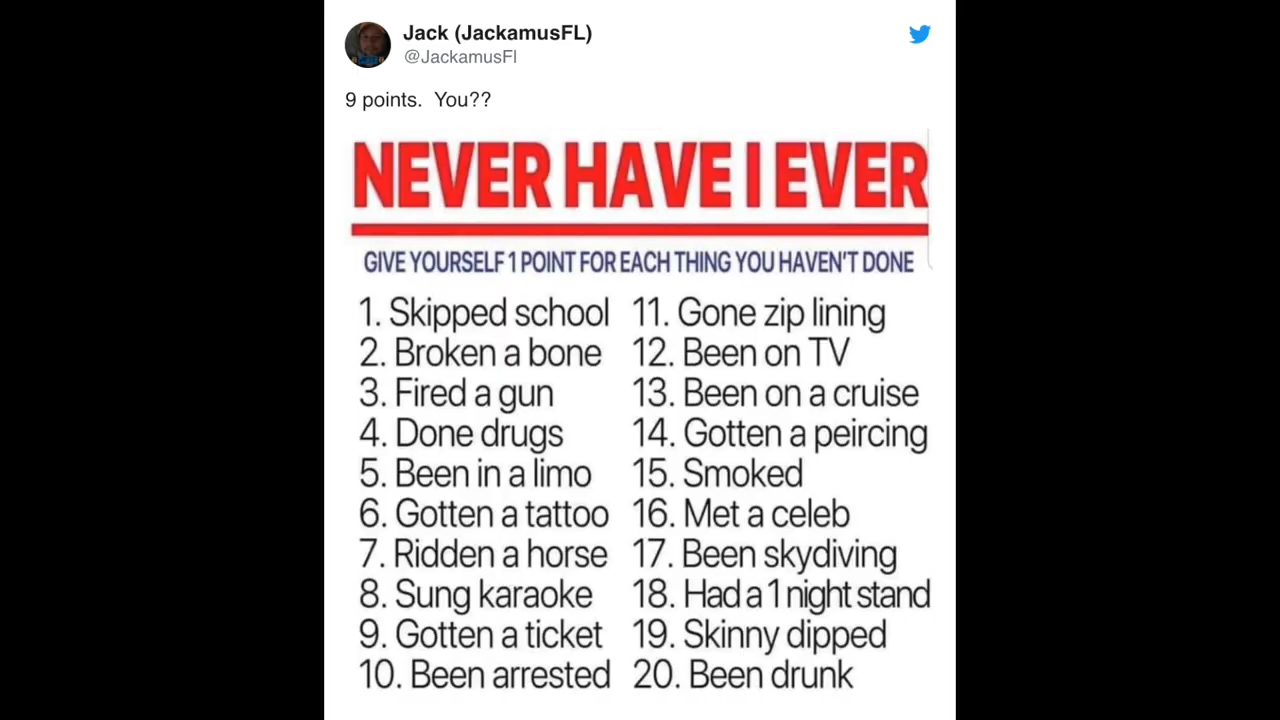 Jack (JackamusFL)
@JackamusFl
9 points.  You??
NEVER HAVE I EVER
GIVE YOURSELF 1 POINT FOR EACH THING YOU HAVEN'T DONE
1. Skipped school
2. Broken a bone
3. Fired a gun
4. Done drugs
5. Been in a limo
6. Gotten a tattoo
7. Ridden a horse
8. Sung karaoke
9. Gotten a ticket
10. Been arrested
11. Gone zip lining
12. Been on TV
13. Been on a cruise
14. Gotten a peircing
15. Smoked
16. Met a celeb
17. Been skydiving
18. Had a 1 night stand
19. Skinny dipped
20. Been drunk